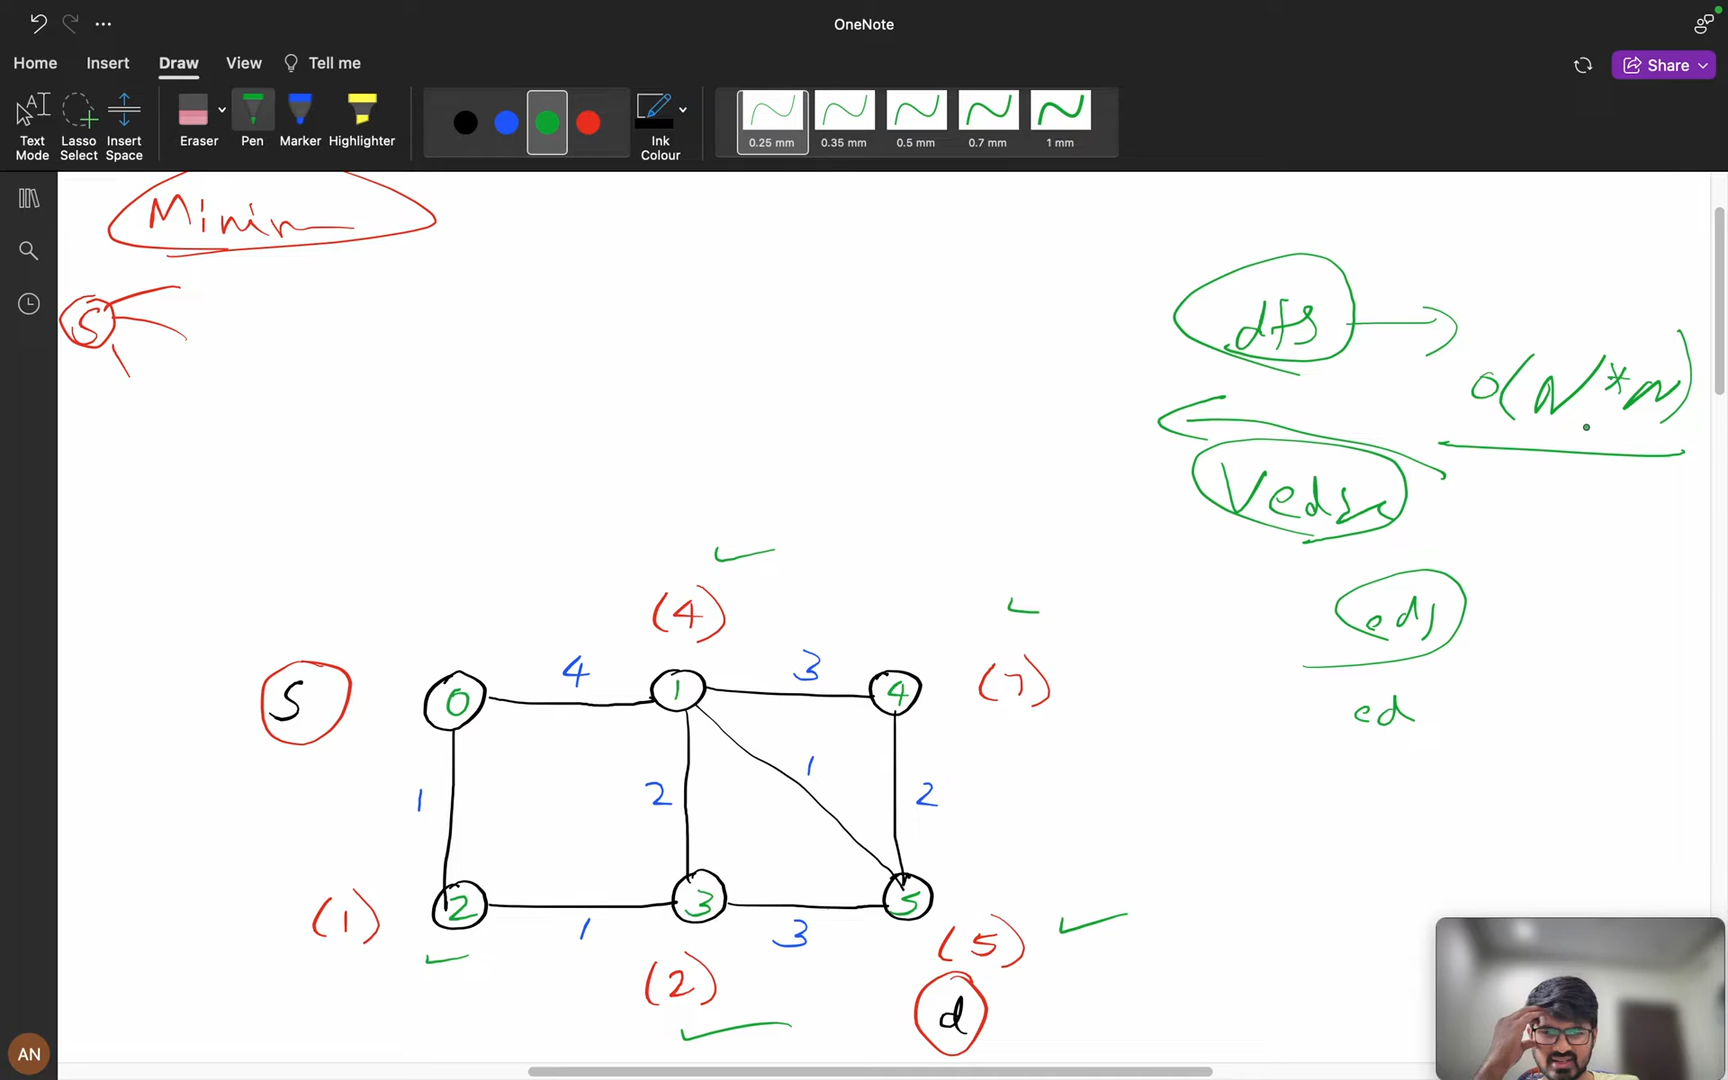 OneNote
Home Insert Draw View Tell me
Share
Text Mode
Lasso Select
Insert Space
Eraser
Pen
Marker
Highlighter
Ink Colour
0.25 mm
0.35 mm
0.5 mm
0.7 mm
1 mm
Minin
S
dfs
O(N*N)
edj
ed
(4)
S 0 4 1 3 4 (7)
1 2 1 2
(1) 2 1 3 3 5 (5)
(2) d
AN